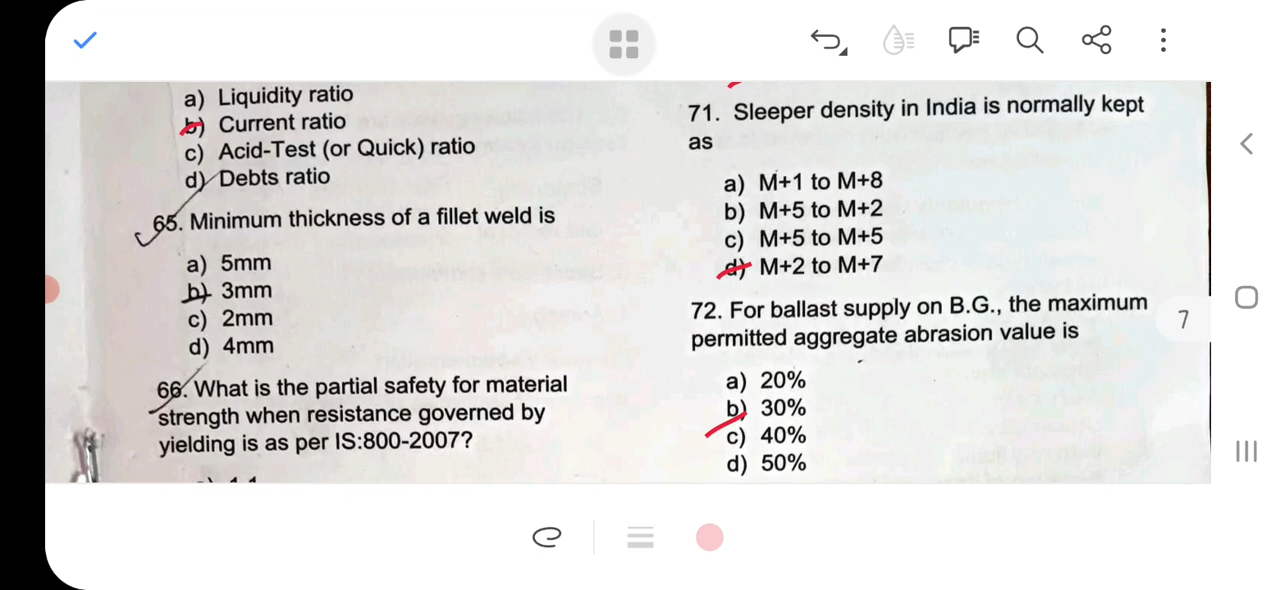 a) Liquidity ratio
b) Current ratio
c) Acid-Test (or Quick) ratio
d) Debts ratio
65. Minimum thickness of a fillet weld is
a) 5mm
b) 3mm
c) 2mm
d) 4mm
66. What is the partial safety for material
strength when resistance governed by
yielding is as per IS:800-2007?
71. Sleeper density in India is normally kept
as
a) M+1 to M+8
b) M+5 to M+2
c) M+5 to M+5
d) M+2 to M+7
72. For ballast supply on B.G., the maximum
permitted aggregate abrasion value is
a) 20%
b) 30%
c) 40%
d) 50%
7